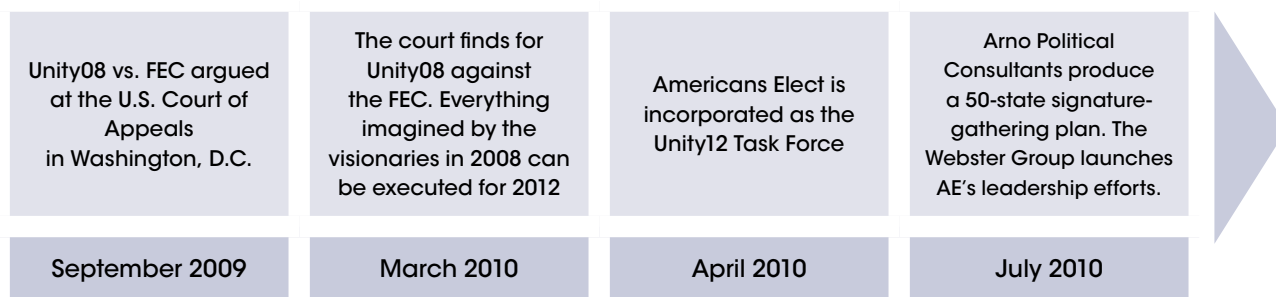 Unity08 vs. FEC argued
at the U.S. Court of
Appeals
in Washington, D.C.
The court finds for
Unity08 against
the FEC. Everything
imagined by the
visionaries in 2008 can
be executed for 2012
Americans Elect is
incorporated as the
Unity12 Task Force
Arno Political
Consultants produce
a 50-state signature-
gathering plan. The
Webster Group launches
AE’s leadership efforts.
September 2009
March 2010
April 2010
July 2010